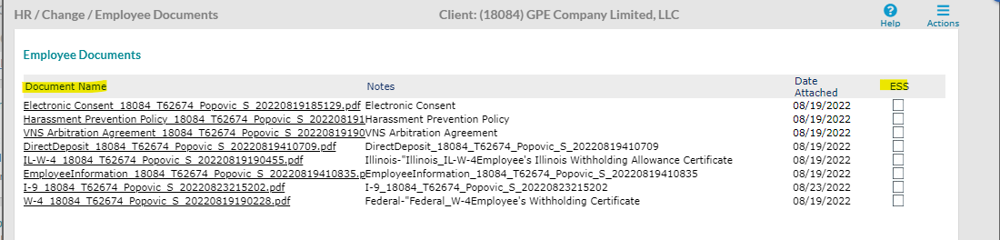 HR / Change / Employee Documents Client: (18084) GPE Company Limited, LLC Help Actions
Employee Documents
Document Name Notes Date Attached ESS
Electronic Consent_18084_T62674_Popovic_S_20220819185129.pdf Electronic Consent 08/19/2022
Harassment Prevention Policy_18084_T62674_Popovic_S_202208191 Harassment Prevention Policy 08/19/2022
VNS Arbitration Agreement_18084_T62674_Popovic_S_20220819190 VNS Arbitration Agreement 08/19/2022
DirectDeposit_18084_T62674_Popovic_S_20220819410709.pdf DirectDeposit_18084_T62674_Popovic_S_20220819410709 08/19/2022
IL-W-4_18084_T62674_Popovic_S_20220819190455.pdf Illinois-"Illinois_IL-W-4Employee's Illinois Withholding Allowance Certificate 08/19/2022
EmployeeInformation_18084_T62674_Popovic_S_20220819410835.p EmployeeInformation_18084_T62674_Popovic_S_20220819410835 08/19/2022
I-9_18084_T62674_Popovic_S_20220823215202.pdf I-9_18084_T62674_Popovic_S_20220823215202 08/23/2022
W-4_18084_T62674_Popovic_S_20220819190228.pdf Federal-"Federal_W-4Employee's Withholding Certificate 08/19/2022